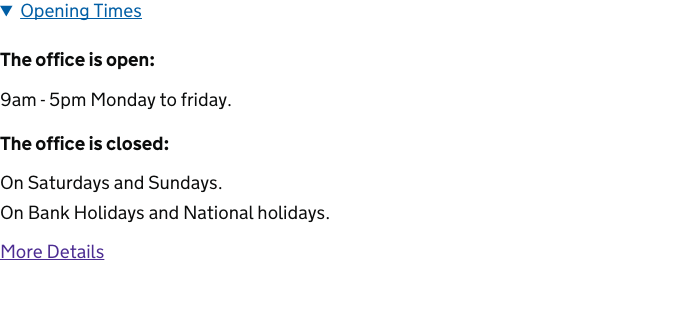 Opening Times
The office is open:
9am - 5pm Monday to friday.
The office is closed:
On Saturdays and Sundays.
On Bank Holidays and National holidays.
More Details